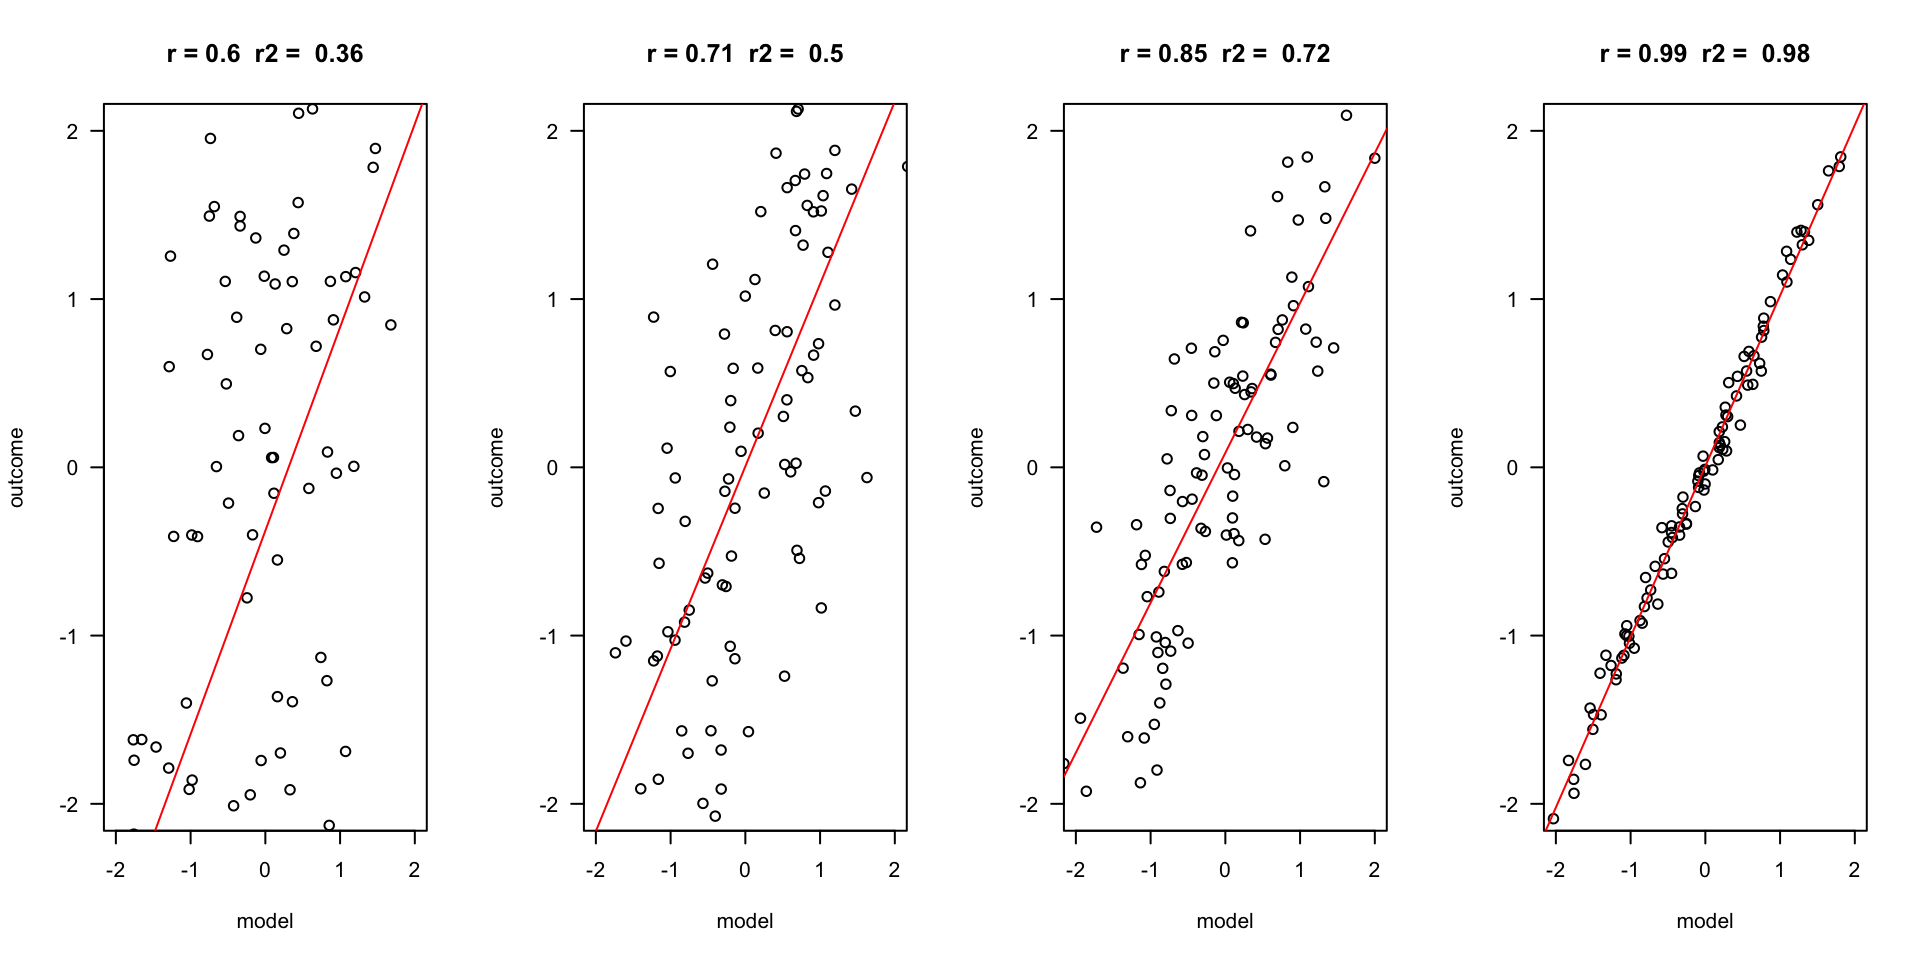 r = 0.6  r2 =  0.36
outcome
2
1
0
-1
-2
-2 -1 0 1 2
model
r = 0.71  r2 =  0.5
outcome
2
1
0
-1
-2
-2 -1 0 1 2
model
r = 0.85  r2 =  0.72
outcome
2
1
0
-1
-2
-2 -1 0 1 2
model
r = 0.99  r2 =  0.98
outcome
2
1
0
-1
-2
-2 -1 0 1 2
model